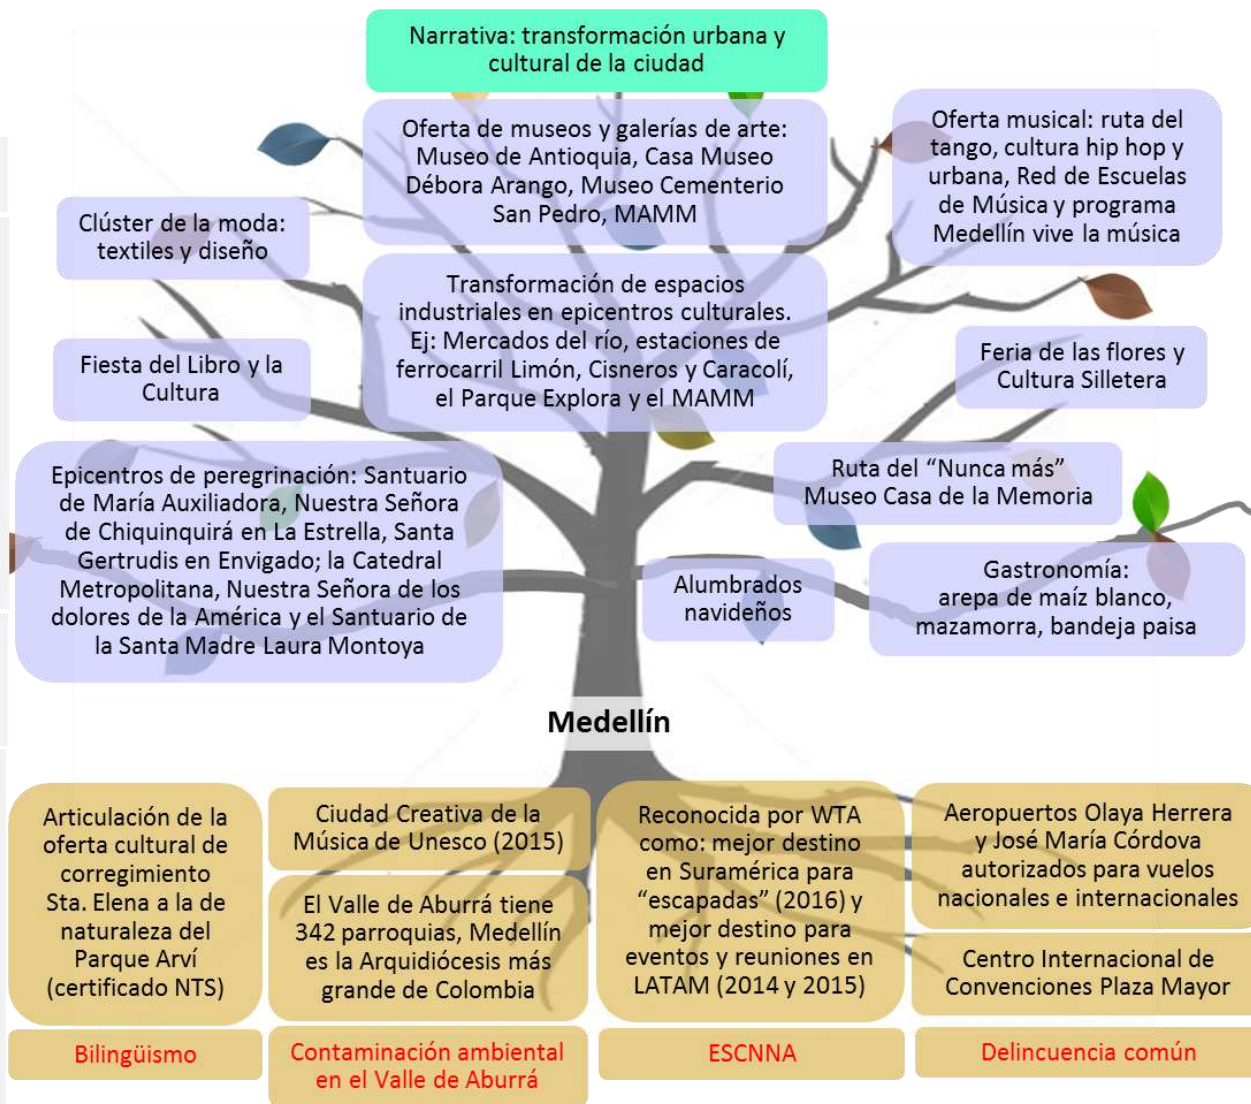 Narrativa: transformación urbana y
cultural de la ciudad
Oferta de museos y galerías de arte:
Museo de Antioquia, Casa Museo
Débora Arango, Museo Cementerio
San Pedro, MAMM
Oferta musical: ruta del
tango, cultura hip hop y
urbana, Red de Escuelas
de Música y programa
Medellín vive la música
Clúster de la moda:
textiles y diseño
Transformación de espacios
industriales en epicentros culturales.
Ej: Mercados del río, estaciones de
ferrocarril Limón, Cisneros y Caracolí,
el Parque Explora y el MAMM
Fiesta del Libro y la
Cultura
Feria de las flores y
Cultura Silletera
Epicentros de peregrinación: Santuario
de María Auxiliadora, Nuestra Señora
de Chiquinquirá en La Estrella, Santa
Gertrudis en Envigado; la Catedral
Metropolitana, Nuestra Señora de los
dolores de la América y el Santuario de
la Santa Madre Laura Montoya
Ruta del “Nunca más”
Museo Casa de la Memoria
Alumbrados
navideños
Gastronomía:
arepa de maíz blanco,
mazamorra, bandeja paisa
Medellín
Articulación de la
oferta cultural de
corregimiento
Sta. Elena a la de
naturaleza del
Parque Arví
(certificado NTS)
Ciudad Creativa de la
Música de Unesco (2015)
El Valle de Aburrá tiene
342 parroquias, Medellín
es la Arquidiócesis más
grande de Colombia
Reconocida por WTA
como: mejor destino
en Suramérica para
“escapadas” (2016) y
mejor destino para
eventos y reuniones en
LATAM (2014 y 2015)
Aeropuertos Olaya Herrera
y José María Córdova
autorizados para vuelos
nacionales e internacionales
Centro Internacional de
Convenciones Plaza Mayor
Bilingüismo
Contaminación ambiental
en el Valle de Aburrá
ESCNNA
Delincuencia común